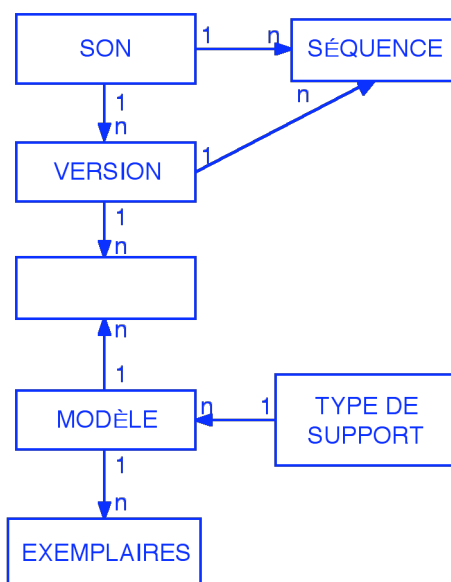 SON
1
n
SÉQUENCE
1
n
n
VERSION
1
1
n
n
1
MODÈLE
n
1
TYPE DE
SUPPORT
1
n
EXEMPLAIRES